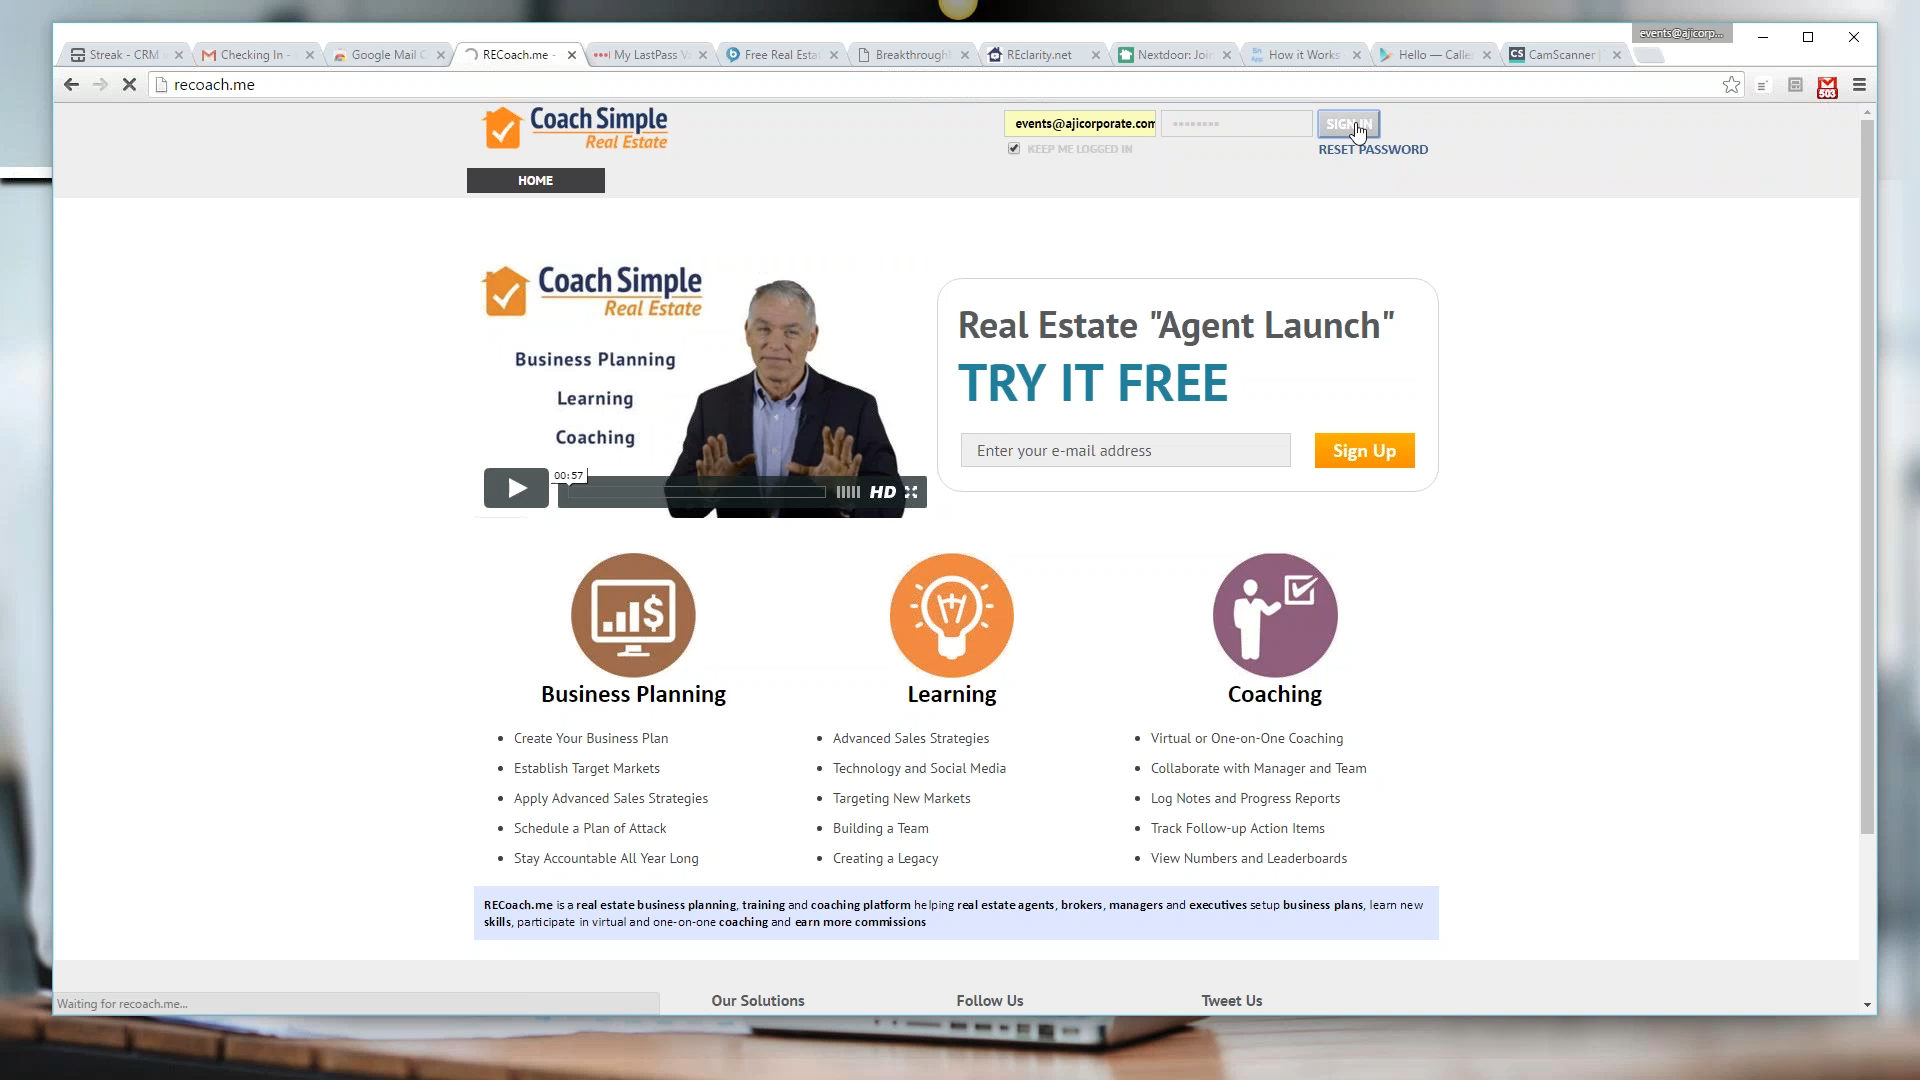 events@ajicorp...
Streak - CRM
Checking In -
Google Mail C
RECoach.me -
My LastPass Va
Free Real Esta
Breakthrough
REclarity.net
Nextdoor: Join
How it Works
Hello — Caller
CamScanner
recoach.me
503
Coach Simple
Real Estate
events@ajicorporate.com
SIGN IN
KEEP ME LOGGED IN
RESET PASSWORD
HOME
Coach Simple
Real Estate
Business Planning
Learning
Coaching
00:57
HD
Real Estate "Agent Launch"
TRY IT FREE
Enter your e-mail address
Sign Up
Business Planning
• Create Your Business Plan
• Establish Target Markets
• Apply Advanced Sales Strategies
• Schedule a Plan of Attack
• Stay Accountable All Year Long
Learning
• Advanced Sales Strategies
• Technology and Social Media
• Targeting New Markets
• Building a Team
• Creating a Legacy
Coaching
• Virtual or One-on-One Coaching
• Collaborate with Manager and Team
• Log Notes and Progress Reports
• Track Follow-up Action Items
• View Numbers and Leaderboards
RECoach.me is a real estate business planning, training and coaching platform helping real estate agents, brokers, managers and executives setup business plans, learn new
skills, participate in virtual and one-on-one coaching and earn more commissions
Our Solutions
Follow Us
Tweet Us
Waiting for recoach.me...